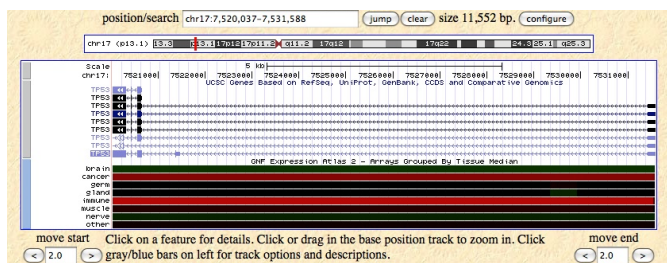 position/search chr17:7,520,037-7,531,588 jump clear size 11,552 bp. configure
chr17 (p13.1) 13.3 p13.1 17p12 17p11.2 q11.2 17q12 17q22 24.3 25.1 q25.3
Scale 5 kb
chr17: 7521000 7522000 7523000 7524000 7525000 7526000 7527000 7528000 7529000 7530000 7531000
UCSC Genes Based on RefSeq, UniProt, GenBank, CCDS and Comparative Genomics
TP53
TP53
TP53
TP53
TP53
TP53
TP53
TP53
GNF Expression Atlas 2 - Arrays Grouped By Tissue Median
brain
cancer
germ
gland
immune
muscle
nerve
other
move start Click on a feature for details. Click or drag in the base position track to zoom in. Click move end
< 2.0 > gray/blue bars on left for track options and descriptions. < 2.0 >